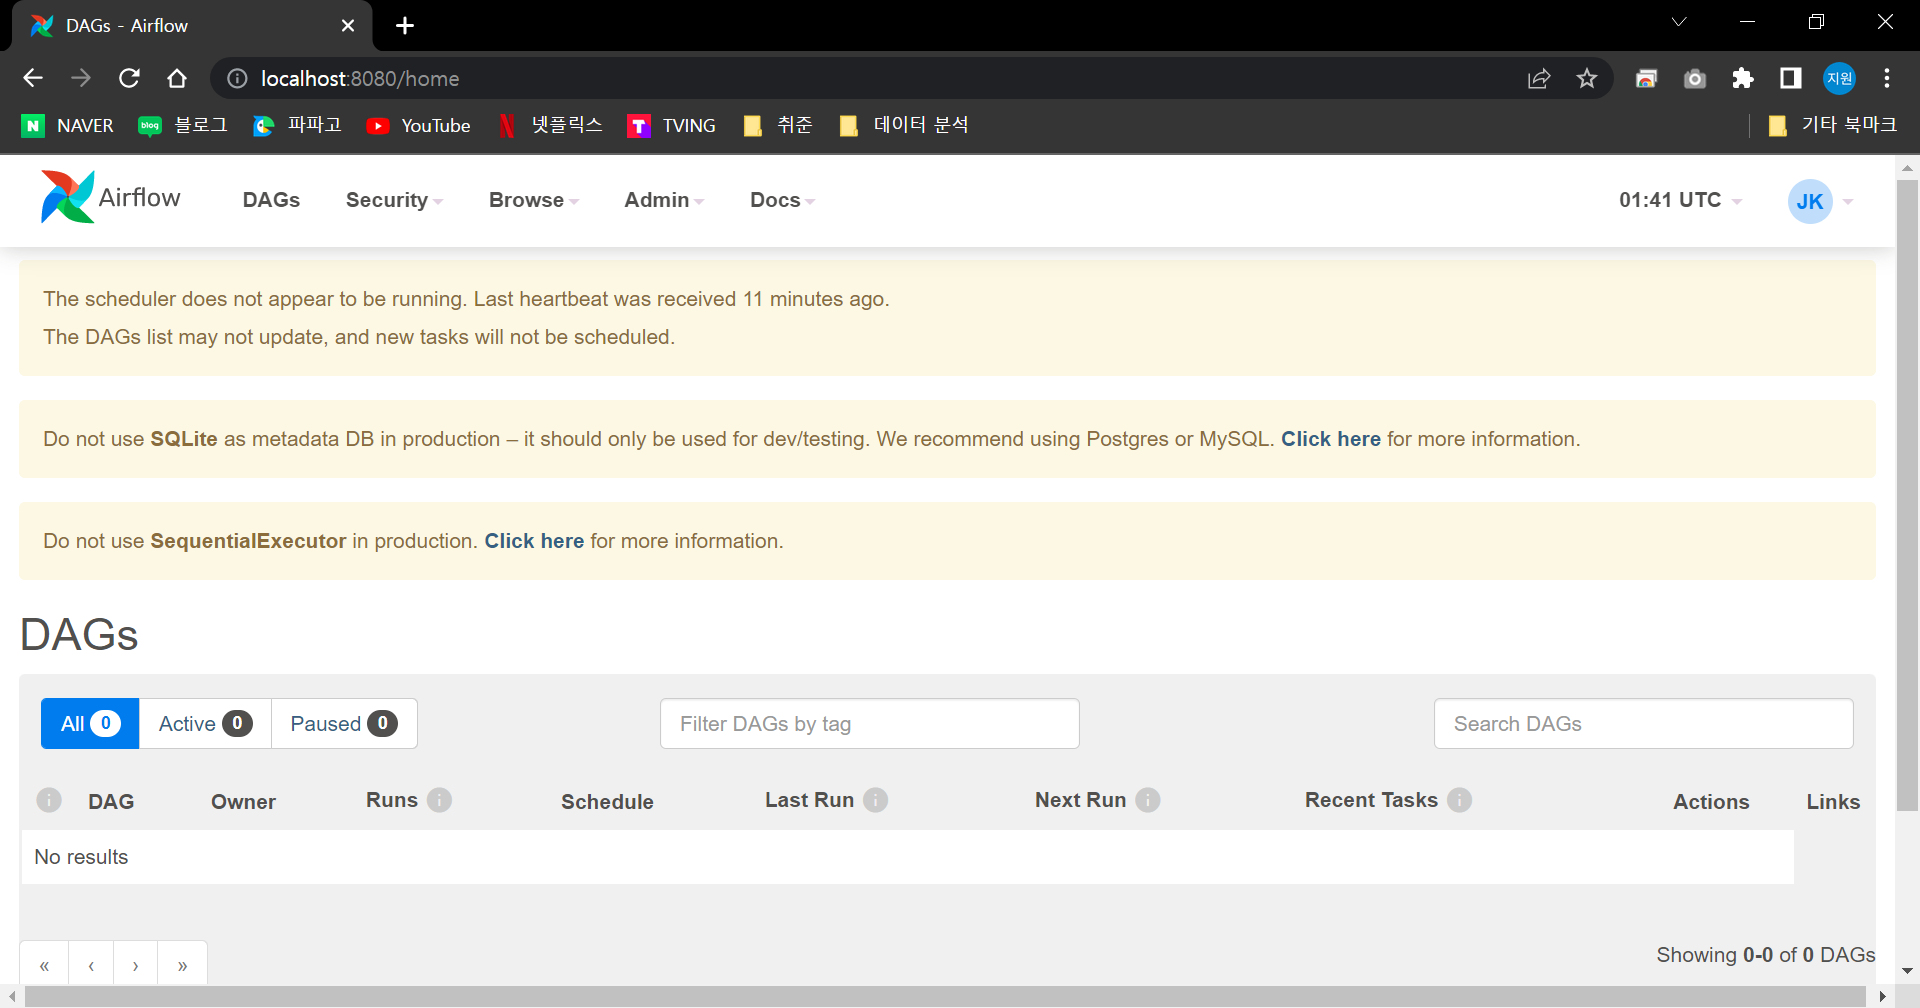 DAGs - Airflow
localhost:8080/home
지원
NAVER 블로그 파파고 YouTube 넷플릭스 TVING 취준 데이터 분석 기타 북마크
Airflow DAGs Security Browse Admin Docs 01:41 UTC JK
The scheduler does not appear to be running. Last heartbeat was received 11 minutes ago.
The DAGs list may not update, and new tasks will not be scheduled.
Do not use SQLite as metadata DB in production – it should only be used for dev/testing. We recommend using Postgres or MySQL. Click here for more information.
Do not use SequentialExecutor in production. Click here for more information.
DAGs
All 0 Active 0 Paused 0 Filter DAGs by tag Search DAGs
DAG Owner Runs Schedule Last Run Next Run Recent Tasks Actions Links
No results
« ‹ › » Showing 0-0 of 0 DAGs